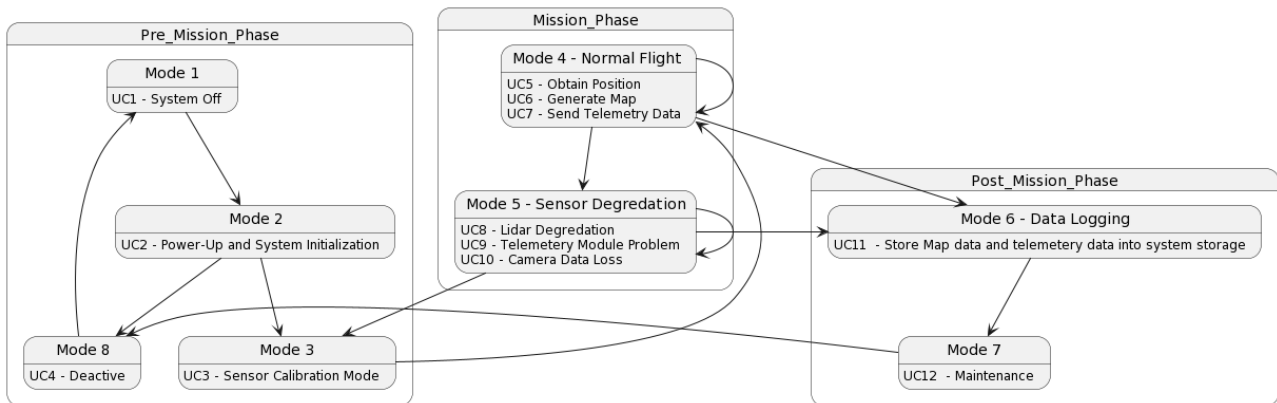 Pre_Mission_Phase
Mode 1
UC1 - System Off
Mode 2
UC2 - Power-Up and System Initialization
Mode 8
UC4 - Deactive
Mode 3
UC3 - Sensor Calibration Mode
Mission_Phase
Mode 4 - Normal Flight
UC5 - Obtain Position
UC6 - Generate Map
UC7 - Send Telemetry Data
Mode 5 - Sensor Degredation
UC8 - Lidar Degredation
UC9 - Telemetery Module Problem
UC10 - Camera Data Loss
Post_Mission_Phase
Mode 6 - Data Logging
UC11 - Store Map data and telemetery data into system storage
Mode 7
UC12 - Maintenance